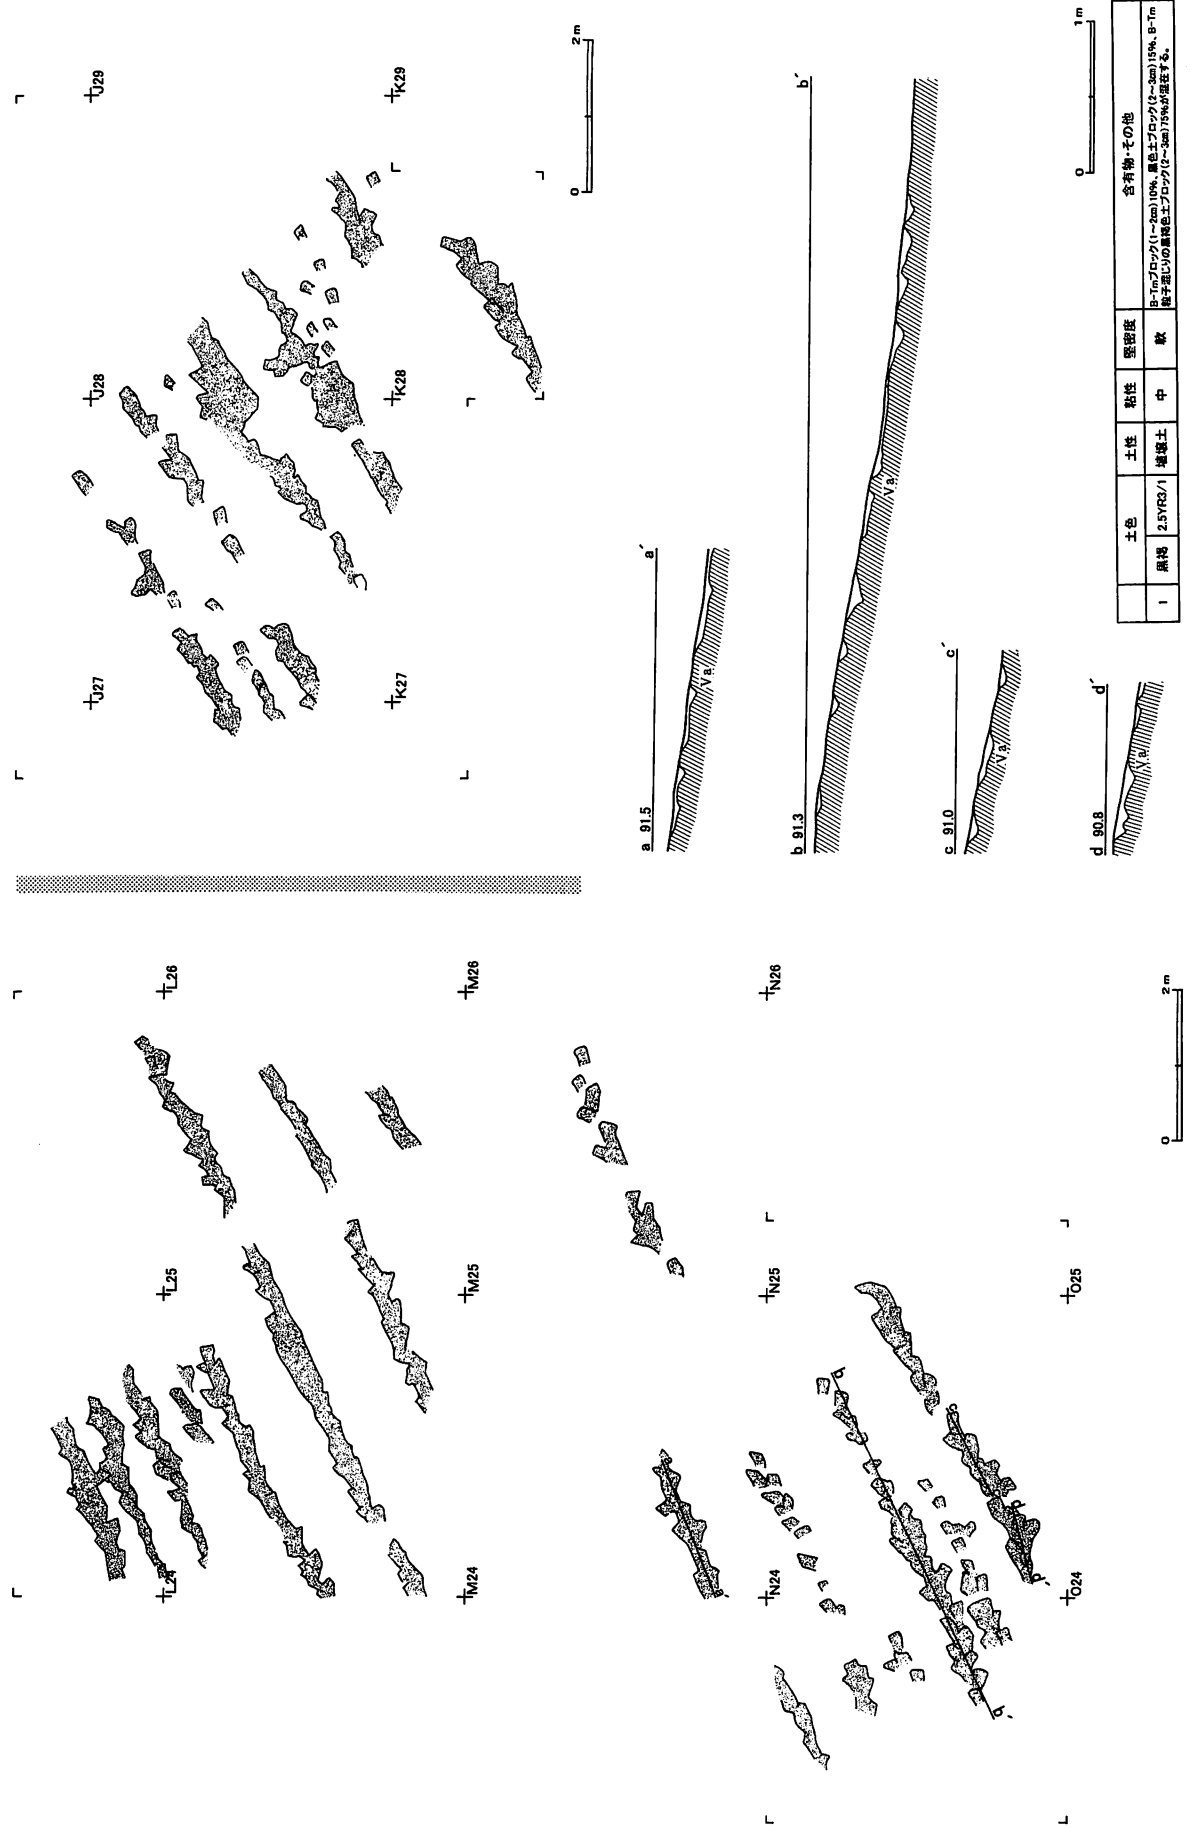 J29
K29
J28
K28
J27
K27
0 2m
L26
M26
N26
L25
M25
N25
O25
L24
M24
N24
O24
a a´
b b´
c
d d´
0 2m
a 91.5 a´
Va
b 91.3 b´
Va
c 91.0 c´
Va
d 90.8 d´
Va
0 1m
土色 土性 粘性 堅密度 含有物・その他
1 黒褐 2.5YR3/1 埴壌土 中 軟 B-Tmブロック(1〜2cm)10%、黒色土ブロック(2〜3cm)15%、B-Tm
粒子混じりの黒褐色土ブロック(2〜3cm)75%が混在する。